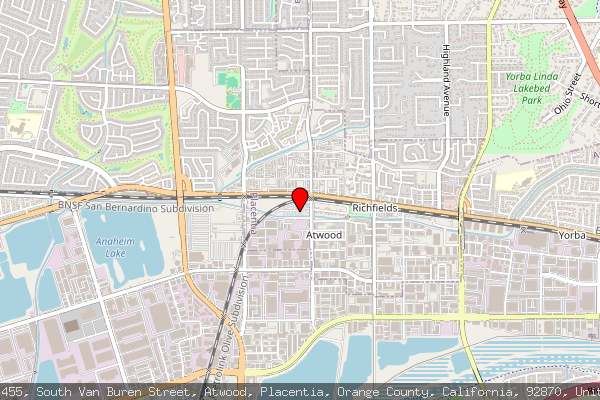 Highland Avenue
Yorba Linda
Lakebed
Park
Ohio Street
Short
BNSF San Bernardino Subdivision
Placentia
Richfields
Atwood
Yorba
Anaheim
Lake
trolink Olive Subdivision
455, South Van Buren Street, Atwood, Placentia, Orange County, California, 92870, Unit